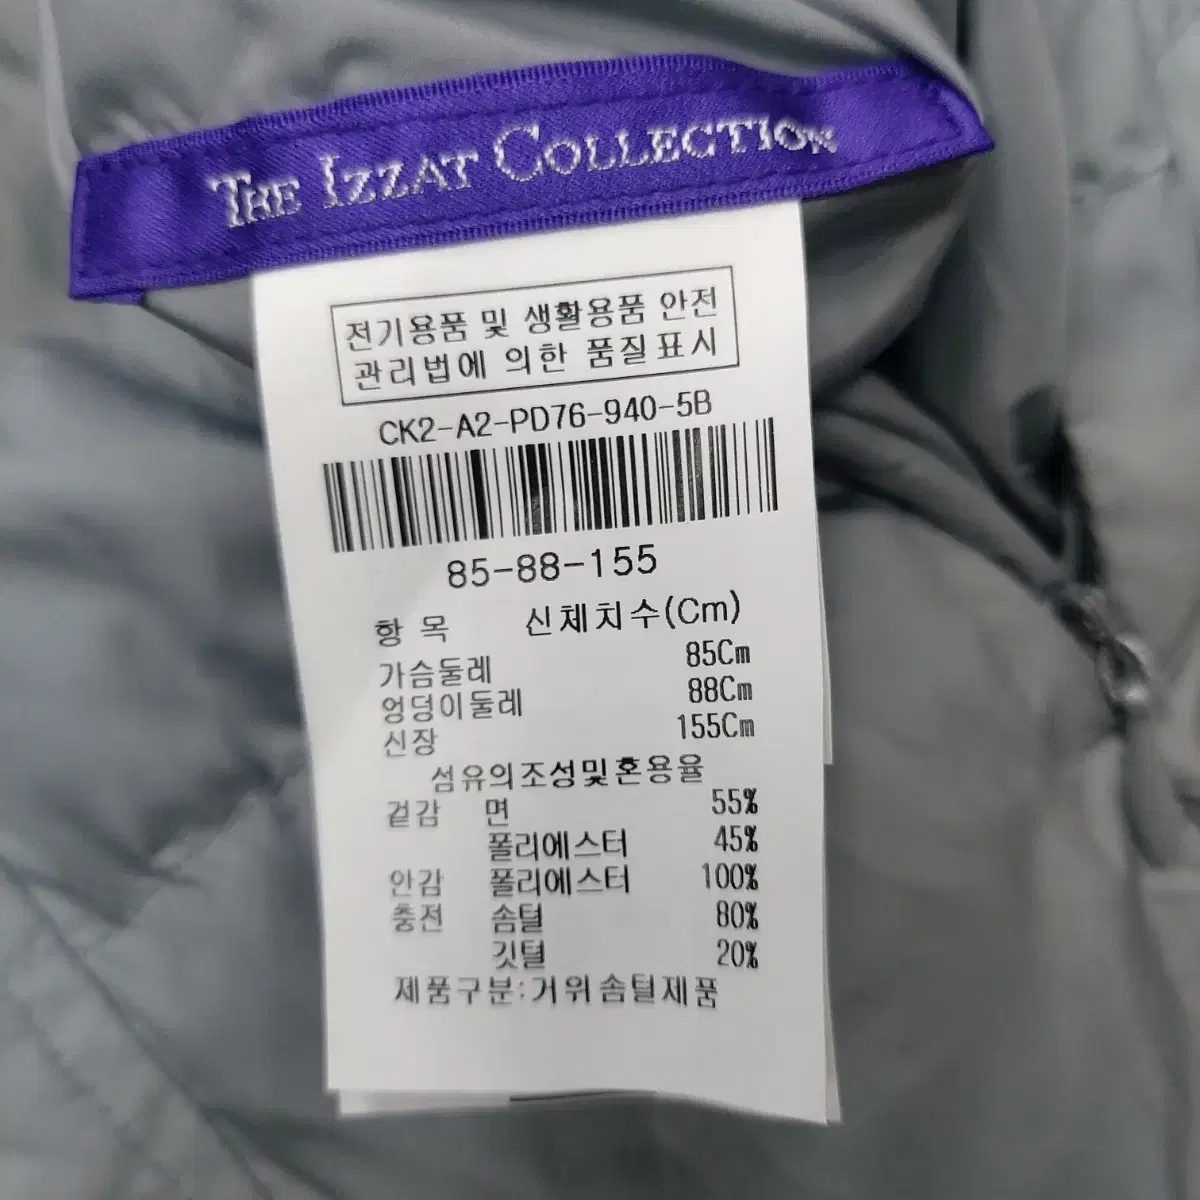 THE IZZAT COLLECTION
전기용품 및 생활용품 안전
관리법에 의한 품질표시
CK2-A2-PD76-940-5B
85-88-155
항 목 신체치수(Cm)
가슴둘레 85Cm
엉덩이둘레 88Cm
신장 155Cm
섬유의조성및혼용율
겉감 면 55%
폴리에스터 45%
안감 폴리에스터 100%
충전 솜털 80%
깃털 20%
제품구분:거위솜털제품